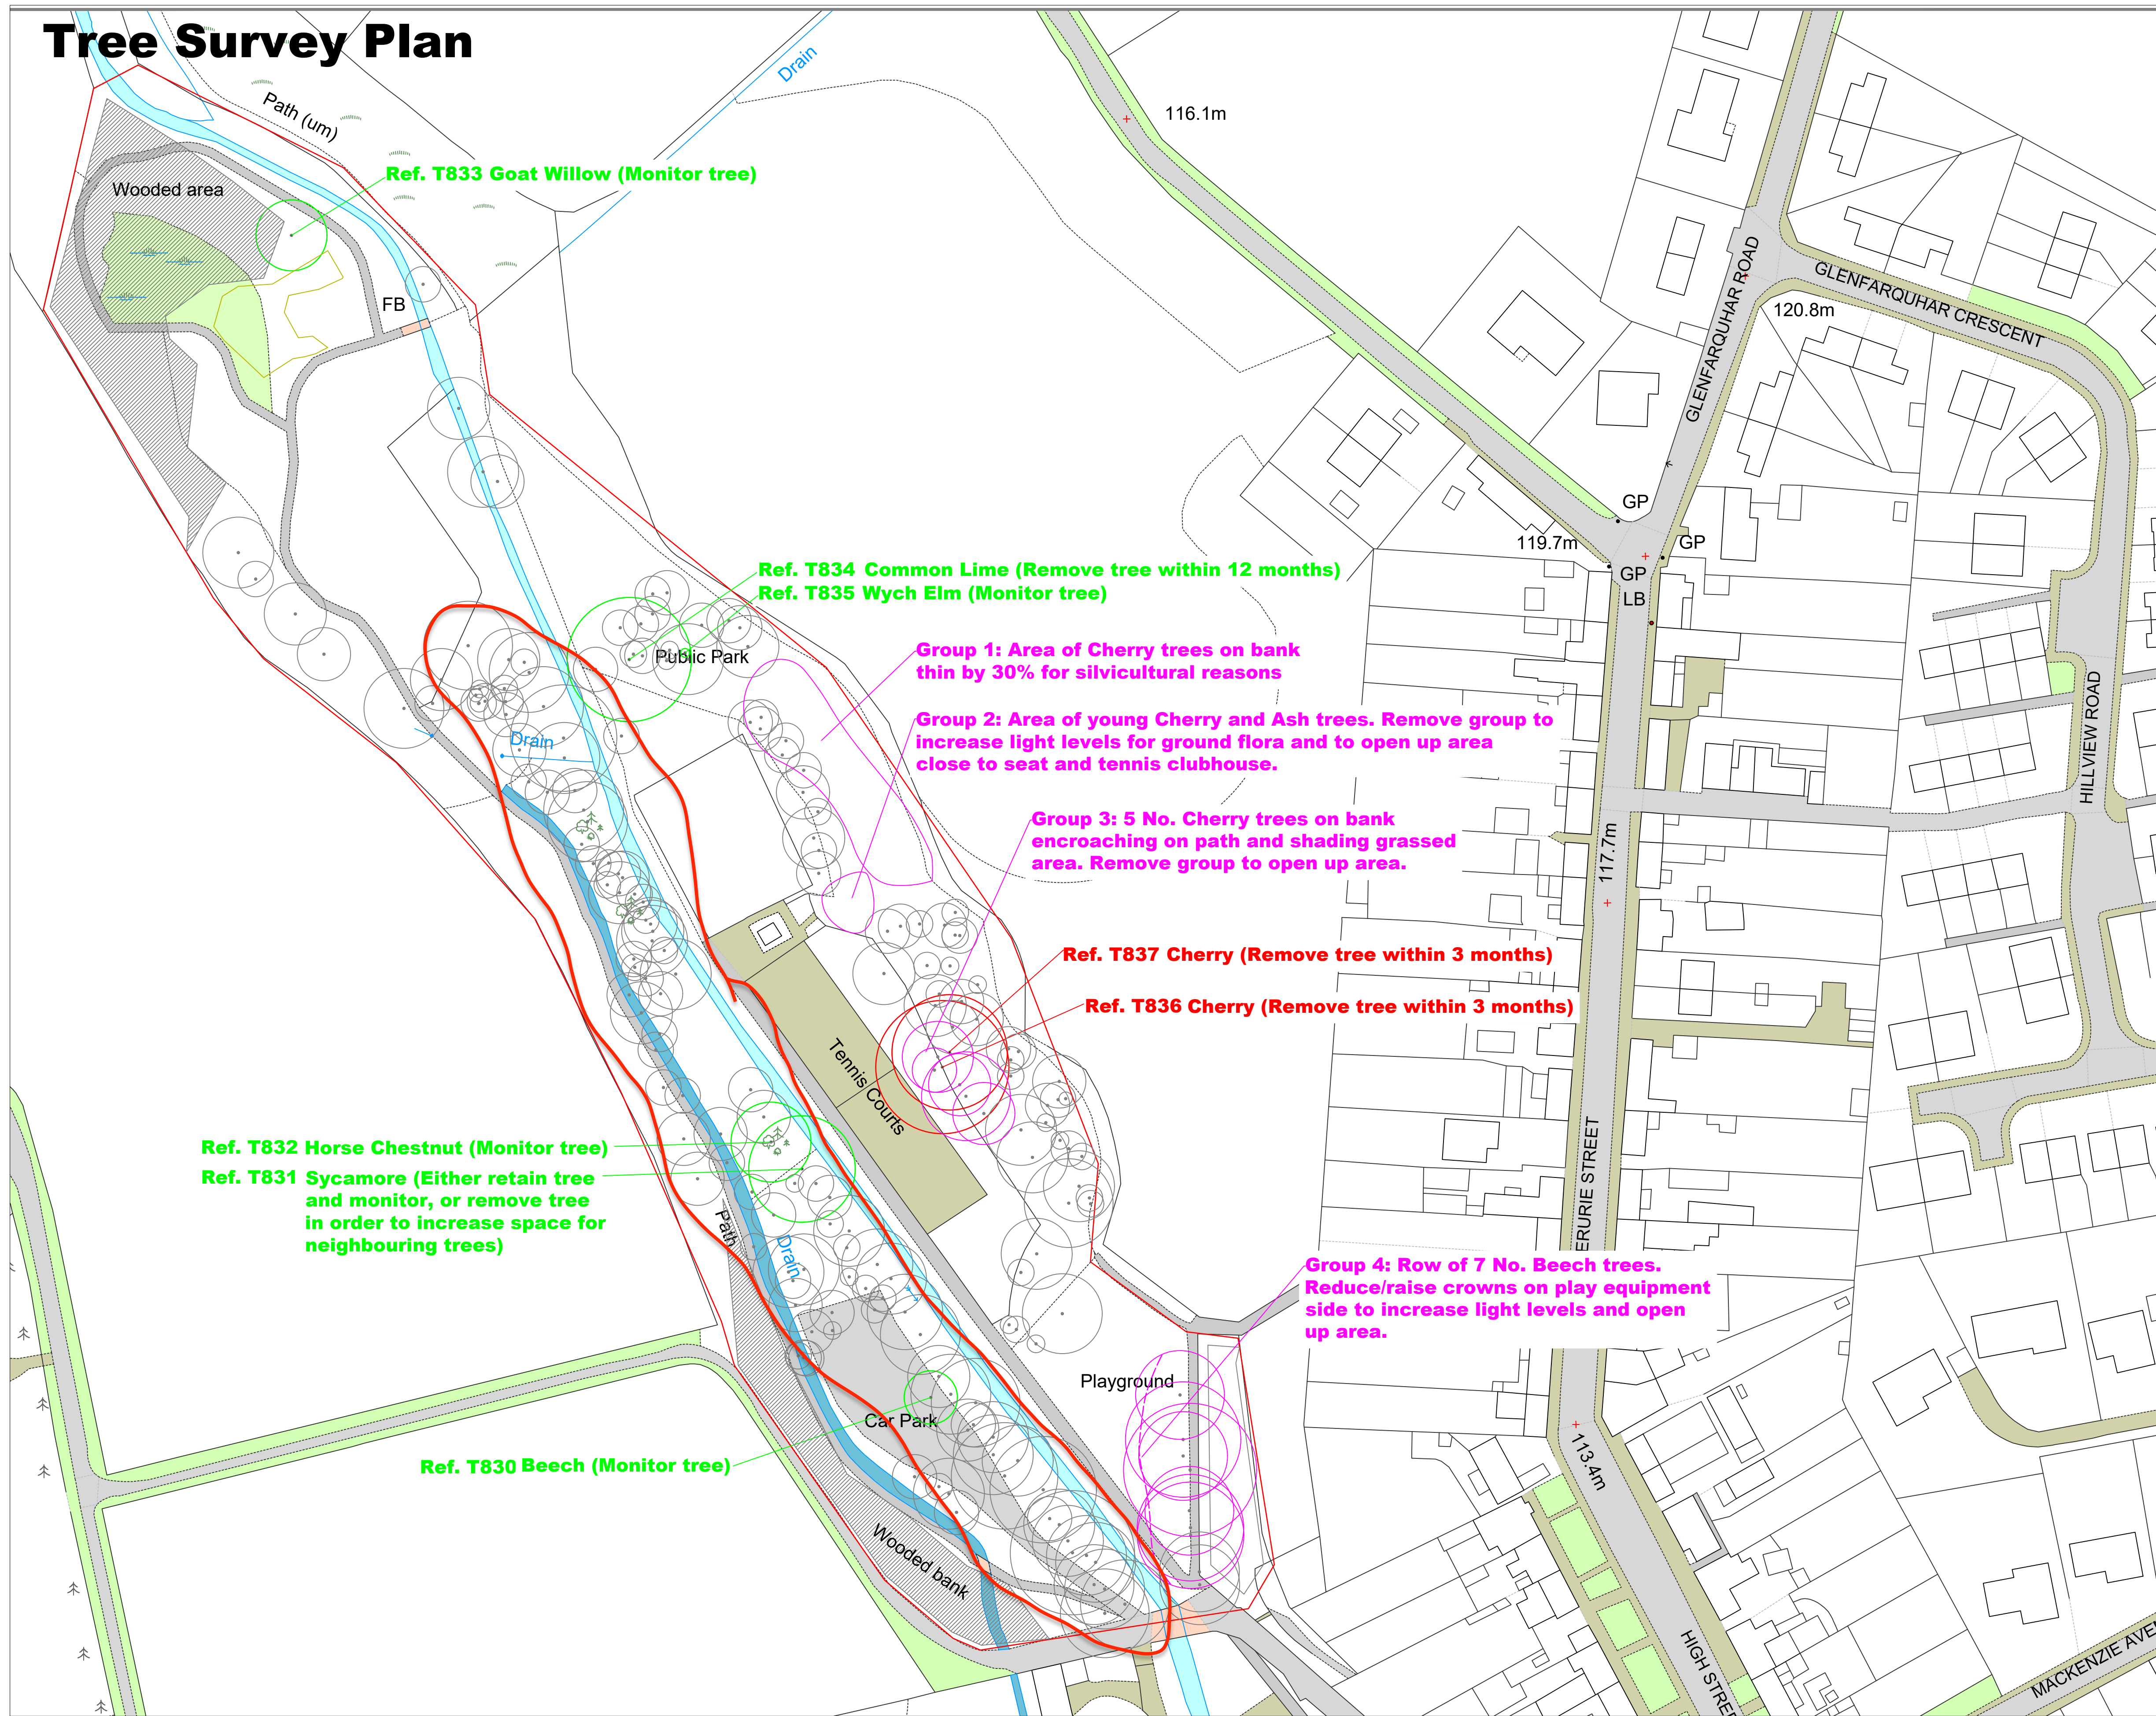 Tree Survey Plan
Drain
Path (um)
116.1m
Ref. T833 Goat Willow (Monitor tree)
Wooded area
FB
GLENFARQUHAR ROAD
GLENFARQUHAR CRESCENT
120.8m
GP
119.7m
GP
GP
LB
Ref. T834 Common Lime (Remove tree within 12 months)
Ref. T835 Wych Elm (Monitor tree)
Public Park
Group 1: Area of Cherry trees on bank
thin by 30% for silvicultural reasons
Group 2: Area of young Cherry and Ash trees. Remove group to
increase light levels for ground flora and to open up area
close to seat and tennis clubhouse.
Drain
HILLVIEW ROAD
Group 3: 5 No. Cherry trees on bank
encroaching on path and shading grassed
area. Remove group to open up area.
117.7m
Ref. T837 Cherry (Remove tree within 3 months)
Ref. T836 Cherry (Remove tree within 3 months)
Tennis Courts
Ref. T832 Horse Chestnut (Monitor tree)
Ref. T831 Sycamore (Either retain tree
and monitor, or remove tree
in order to increase space for
neighbouring trees)
Path
Drain
ERURIE STREET
Group 4: Row of 7 No. Beech trees.
Reduce/raise crowns on play equipment
side to increase light levels and open
up area.
Playground
Car Park
Ref. T830 Beech (Monitor tree)
113.4m
Wooded bank
HIGH STREE
MACKENZIE AVEN